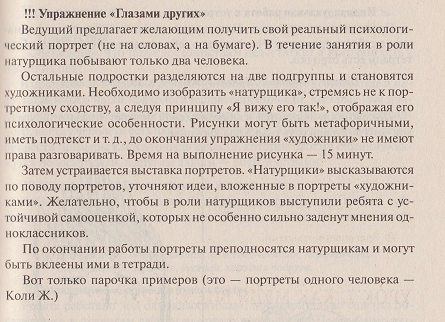 !!! Упражнение «Глазами других»
Ведущий предлагает желающим получить свой реальный психологи-
ческий портрет (не на словах, а на бумаге). В течение занятия в роли
натурщика побывают только два человека.
Остальные подростки разделяются на две подгруппы и становятся
художниками. Необходимо изобразить «натурщика», стремясь не к пор-
третному сходству, а следуя принципу «Я вижу его так!», отображая его
психологические особенности. Рисунки могут быть метафоричными,
иметь подтекст и т. д., до окончания упражнения «художники» не имеют
права разговаривать. Время на выполнение рисунка — 15 минут.
Затем устраивается выставка портретов. «Натурщики» высказываются
по поводу портретов, уточняют идеи, вложенные в портреты «художни-
ками». Желательно, чтобы в роли натурщиков выступили ребята с ус-
тойчивой самооценкой, которых не особенно сильно заденут мнения од-
ноклассников.
По окончании работы портреты преподносятся натурщикам и могут
быть вклеены ими в тетради.
Вот только парочка примеров (это — портреты одного человека —
Коли Ж.)